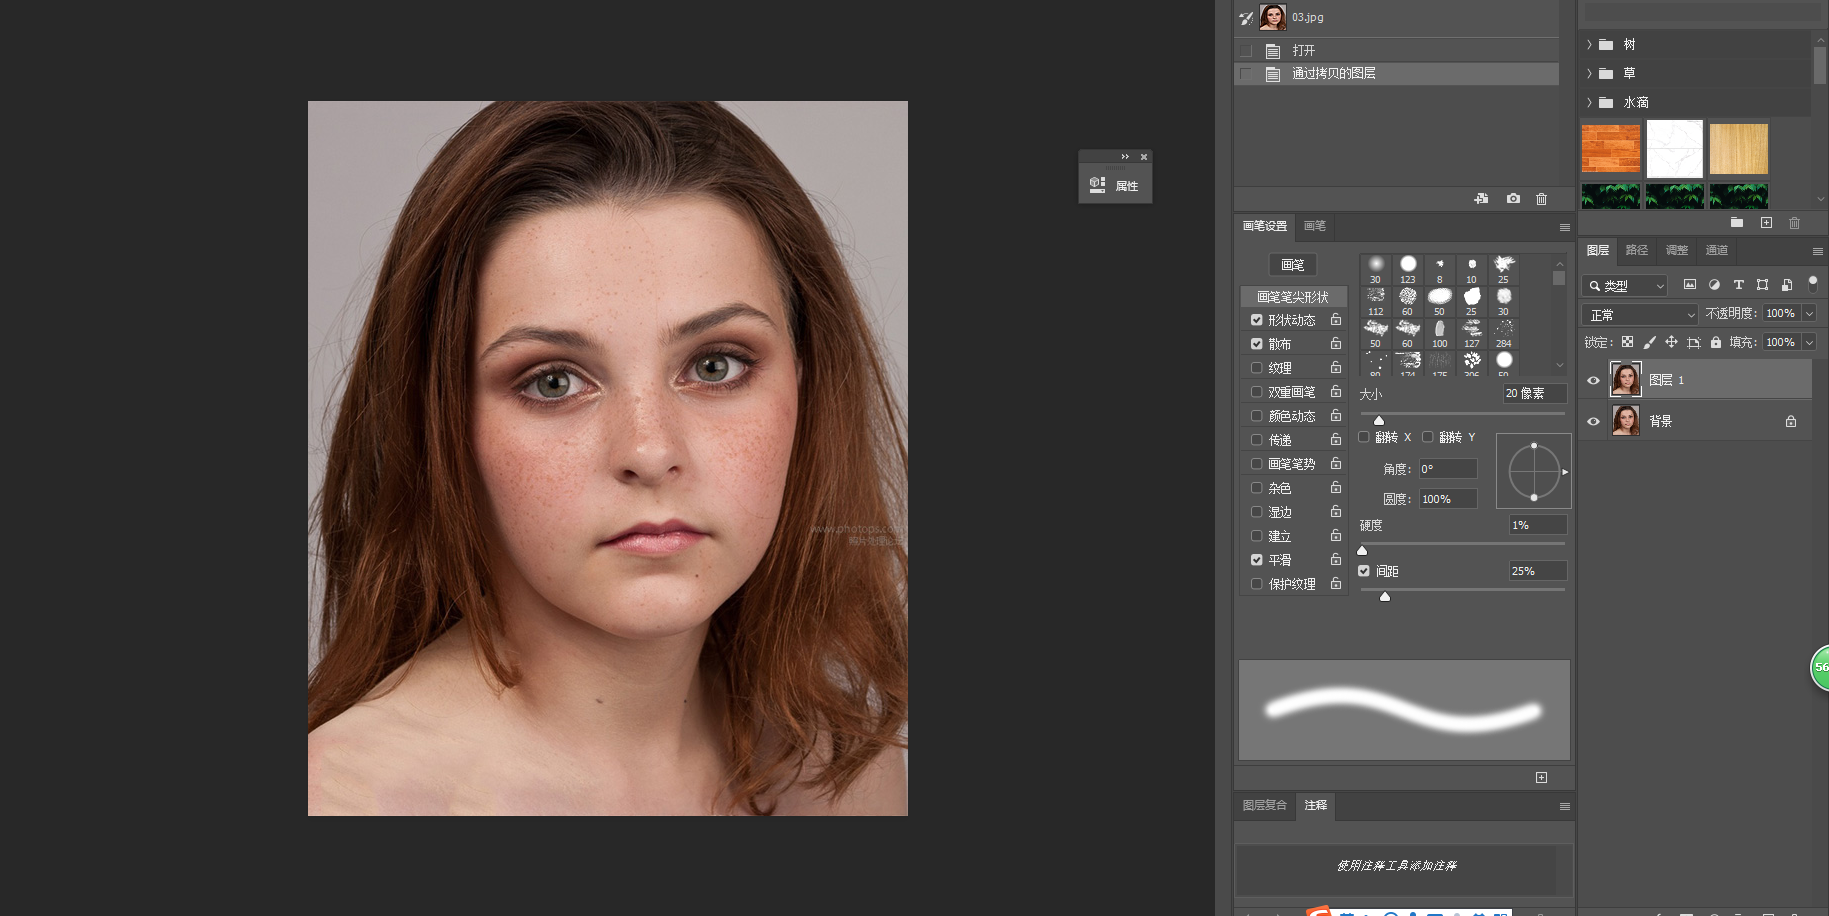 03.jpg
打开
通过拷贝的图层
树
草
水滴
属性
画笔设置 画笔
画笔
画笔笔尖形状
形状动态
散布
纹理
双重画笔
颜色动态
传递
画笔笔势
杂色
湿边
建立
平滑
保护纹理
30 123 8 10 25
112 60 50 25 30
50 60 100 127 284
大小 20 像素
翻转 X 翻转 Y
角度: 0°
圆度: 100%
硬度 1%
间距 25%
图层复合 注释
使用注释工具添加注释
图层 路径 调整 通道
类型
正常 不透明度: 100%
锁定: 填充: 100%
图层 1
背景
56
www.photops.com
照片处理论坛